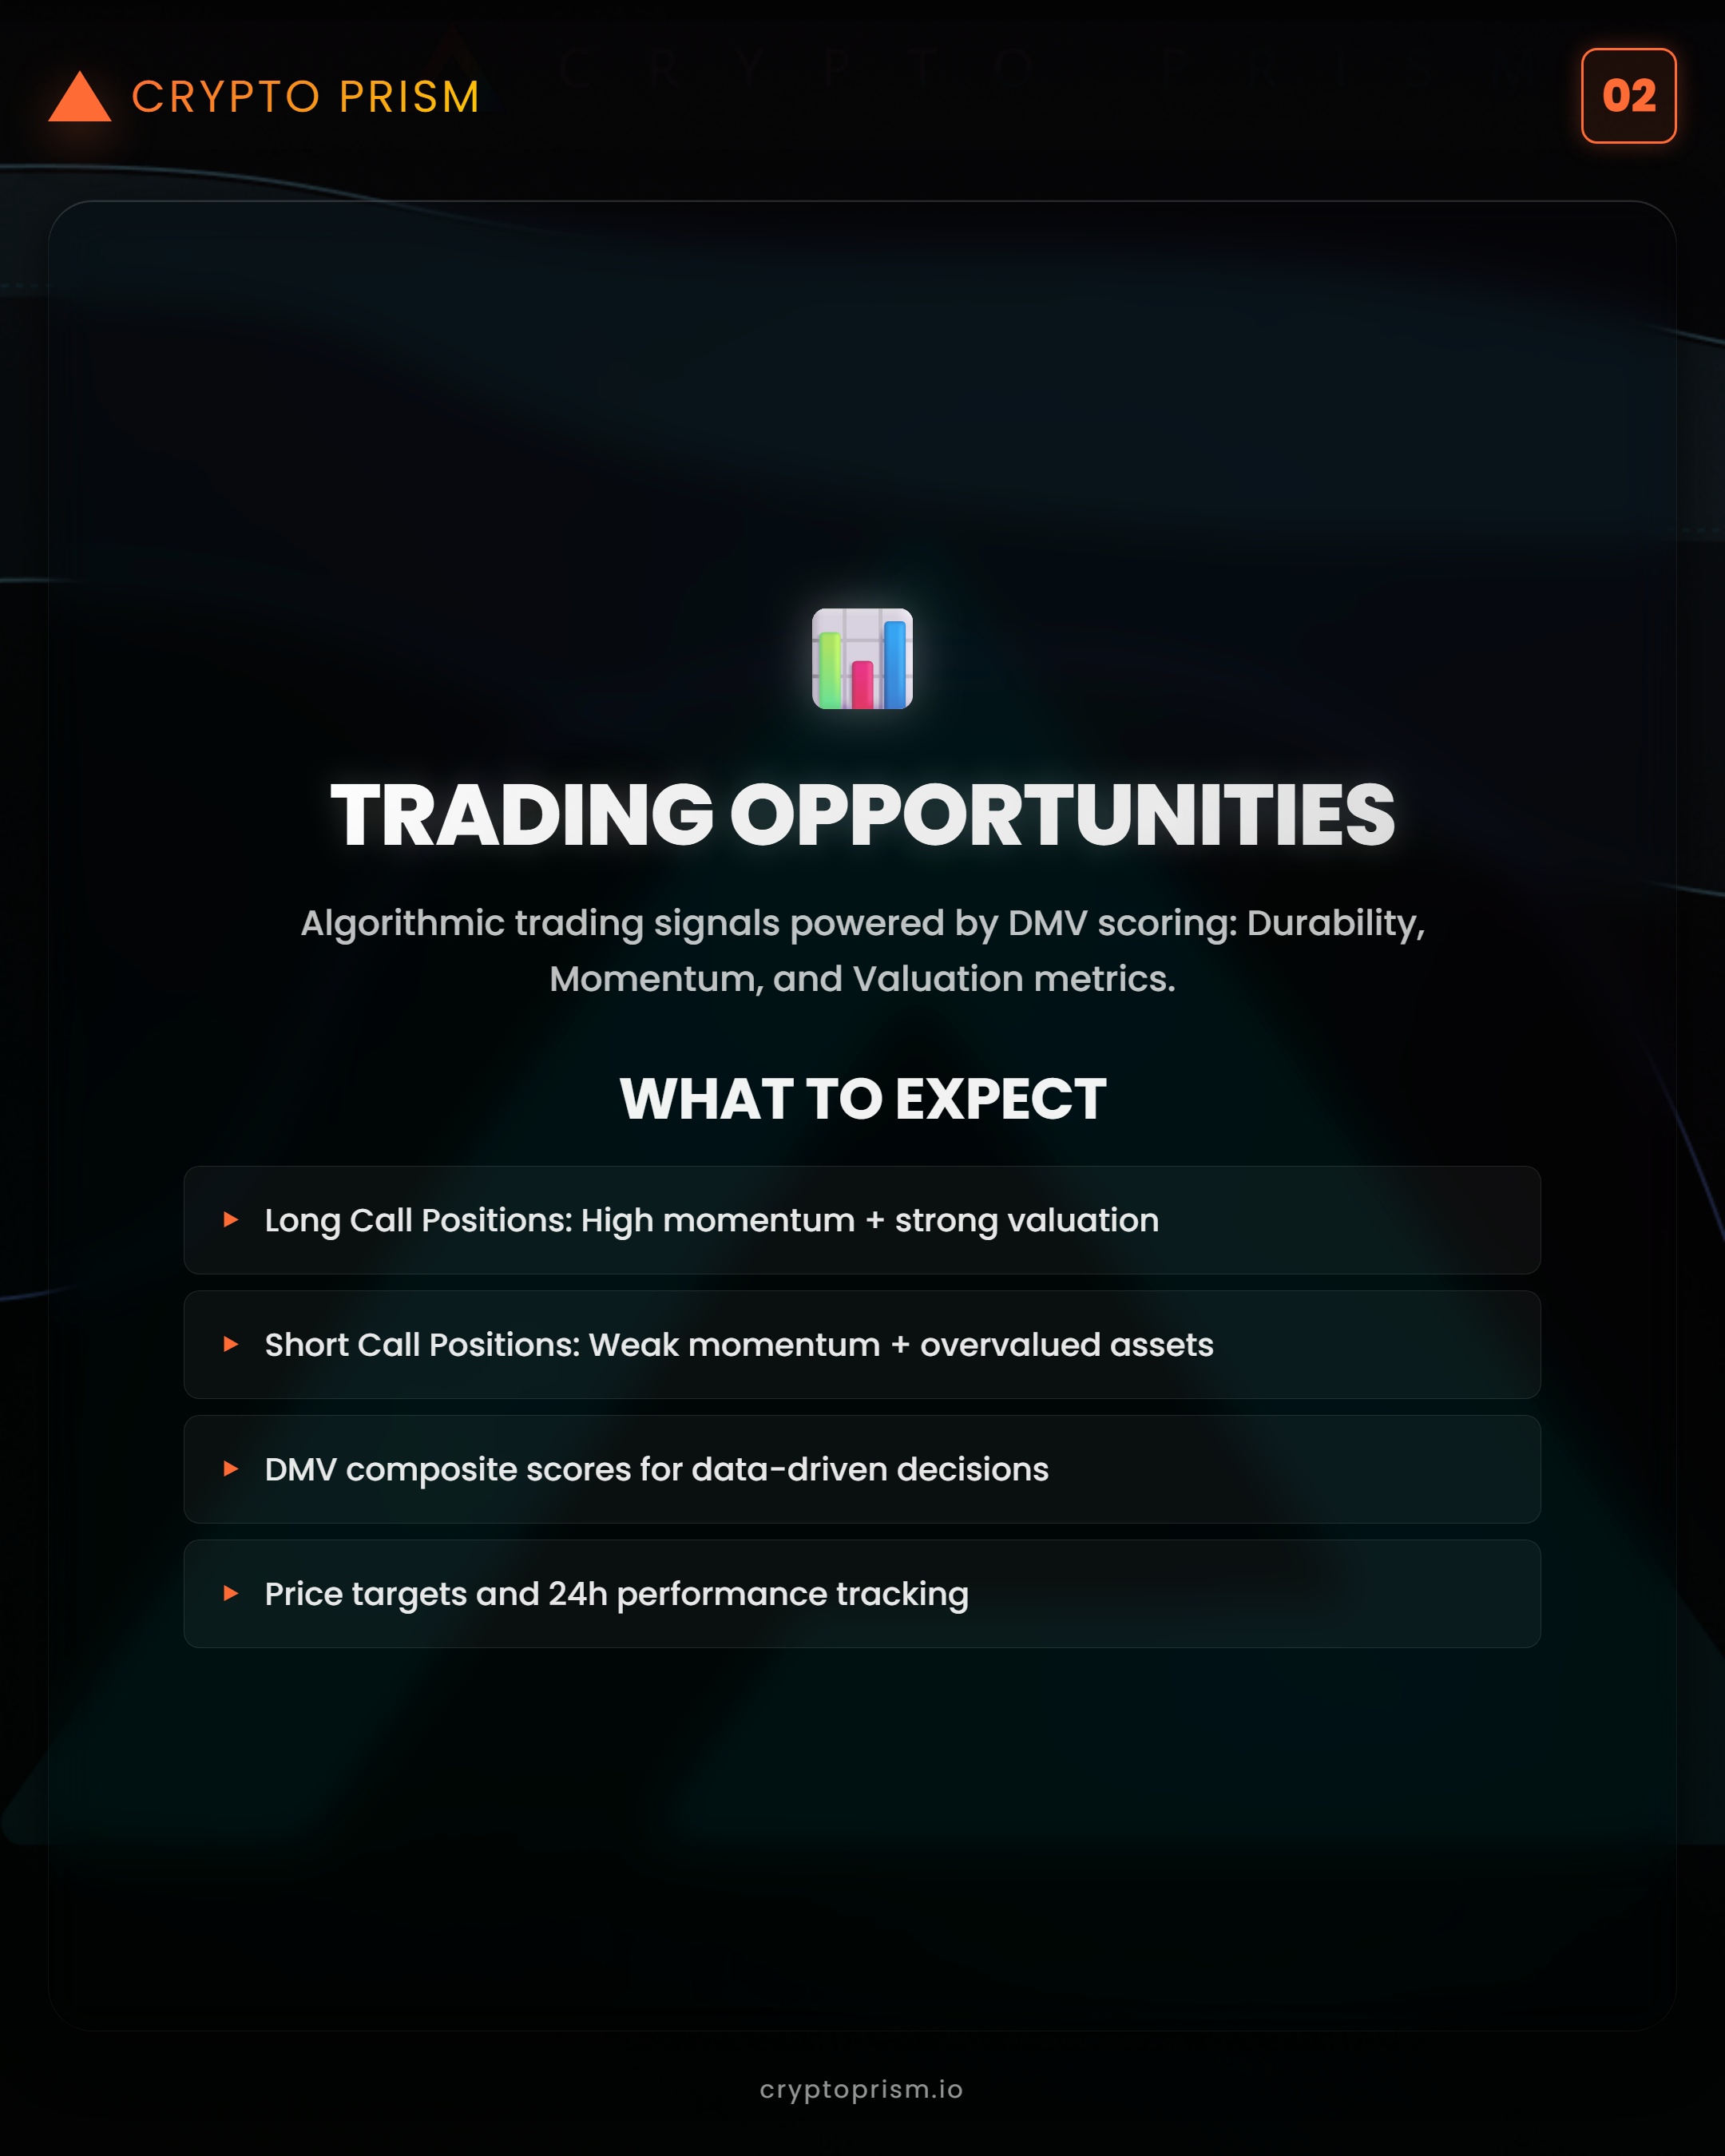 CRYPTO PRISM
CRYPTO PRISM
02
TRADING OPPORTUNITIES
Algorithmic trading signals powered by DMV scoring: Durability,
Momentum, and Valuation metrics.
WHAT TO EXPECT
Long Call Positions: High momentum + strong valuation
Short Call Positions: Weak momentum + overvalued assets
DMV composite scores for data-driven decisions
Price targets and 24h performance tracking
cryptoprism.io